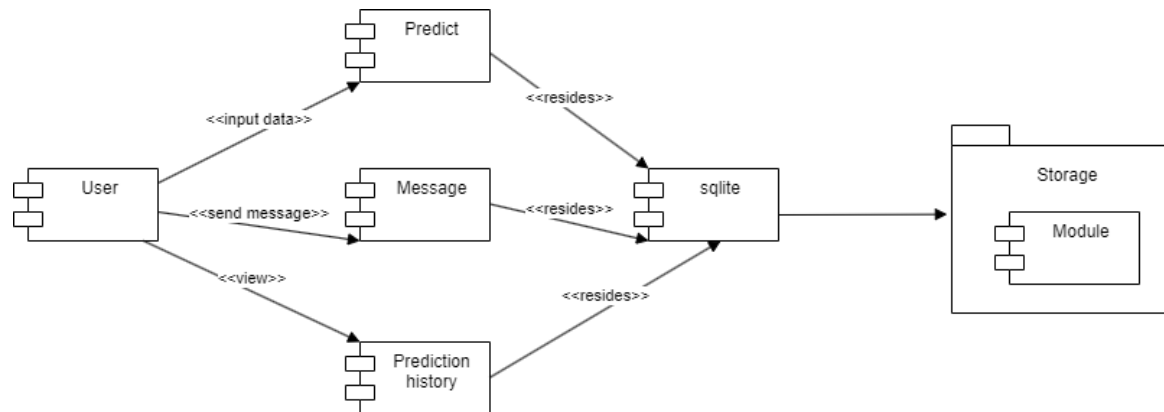 Predict
<<input data>>
<<resides>>
User
<<send message>>
Message
<<resides>>
sqlite
Storage
Module
<<view>>
<<resides>>
Prediction
history